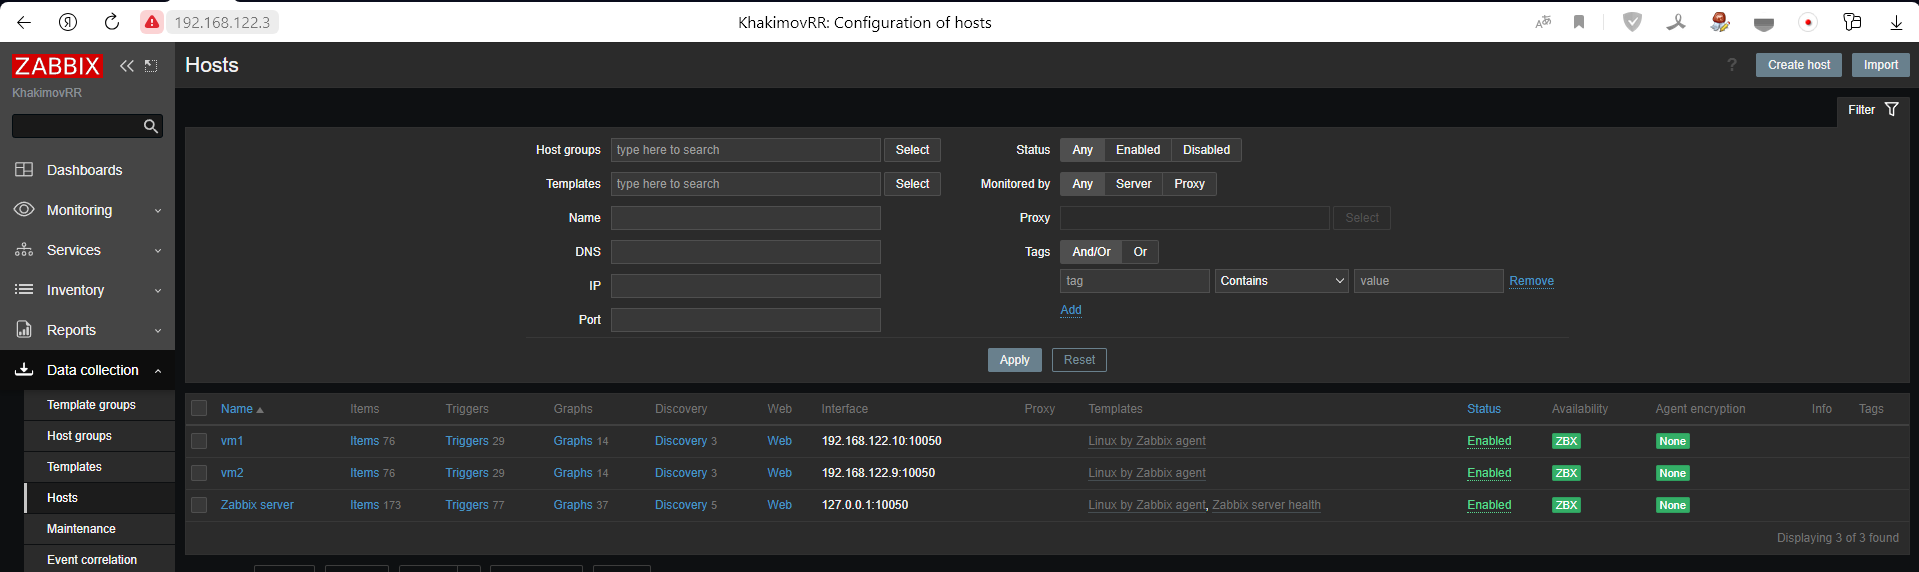 192.168.122.3
KhakimovRR: Configuration of hosts
ZABBIX
KhakimovRR
Dashboards
Monitoring
Services
Inventory
Reports
Data collection
Template groups
Host groups
Templates
Hosts
Maintenance
Event correlation
Hosts
? Create host Import
Filter
Host groups type here to search Select
Templates type here to search Select
Name
DNS
IP
Port
Status Any Enabled Disabled
Monitored by Any Server Proxy
Proxy Select
Tags And/Or Or
tag Contains value Remove
Add
Apply Reset
Name Items Triggers Graphs Discovery Web Interface Proxy Templates Status Availability Agent encryption Info Tags
vm1 Items 76 Triggers 29 Graphs 14 Discovery 3 Web 192.168.122.10:10050 Linux by Zabbix agent Enabled ZBX None
vm2 Items 76 Triggers 29 Graphs 14 Discovery 3 Web 192.168.122.9:10050 Linux by Zabbix agent Enabled ZBX None
Zabbix server Items 173 Triggers 77 Graphs 37 Discovery 5 Web 127.0.0.1:10050 Linux by Zabbix agent, Zabbix server health Enabled ZBX None
Displaying 3 of 3 found